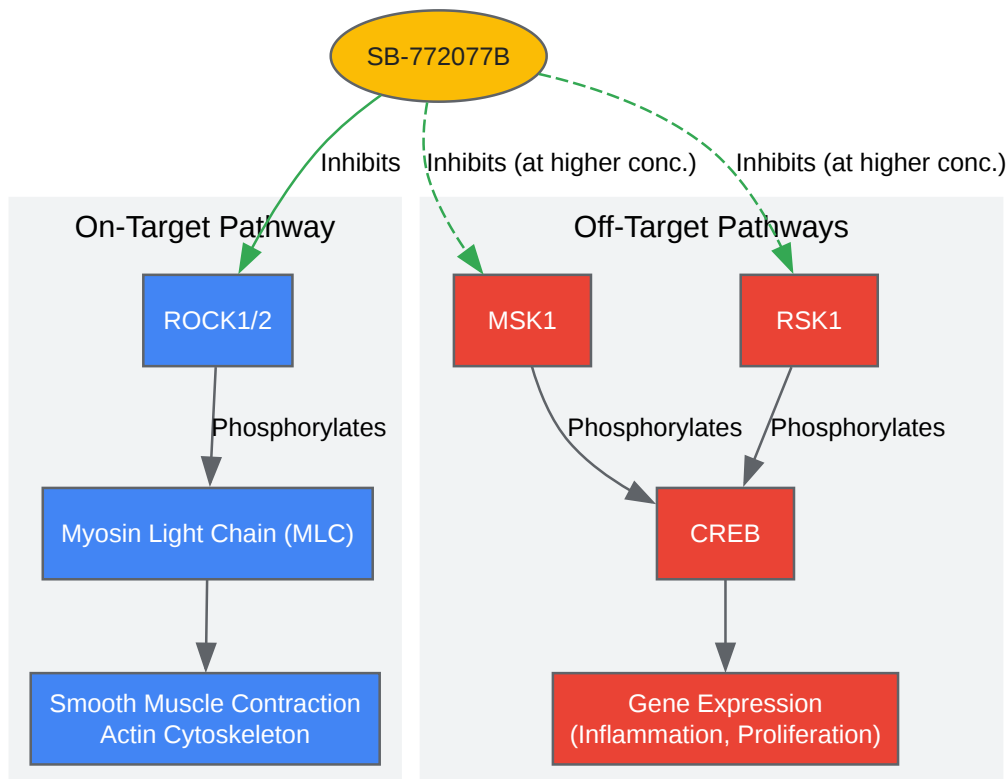 SB-772077B
Inhibits
Inhibits (at higher conc.)
Inhibits (at higher conc.)
On-Target Pathway
Off-Target Pathways
ROCK1/2
MSK1
RSK1
Phosphorylates
Phosphorylates
Phosphorylates
Myosin Light Chain (MLC)
CREB
Smooth Muscle Contraction
Actin Cytoskeleton
Gene Expression
(Inflammation, Proliferation)